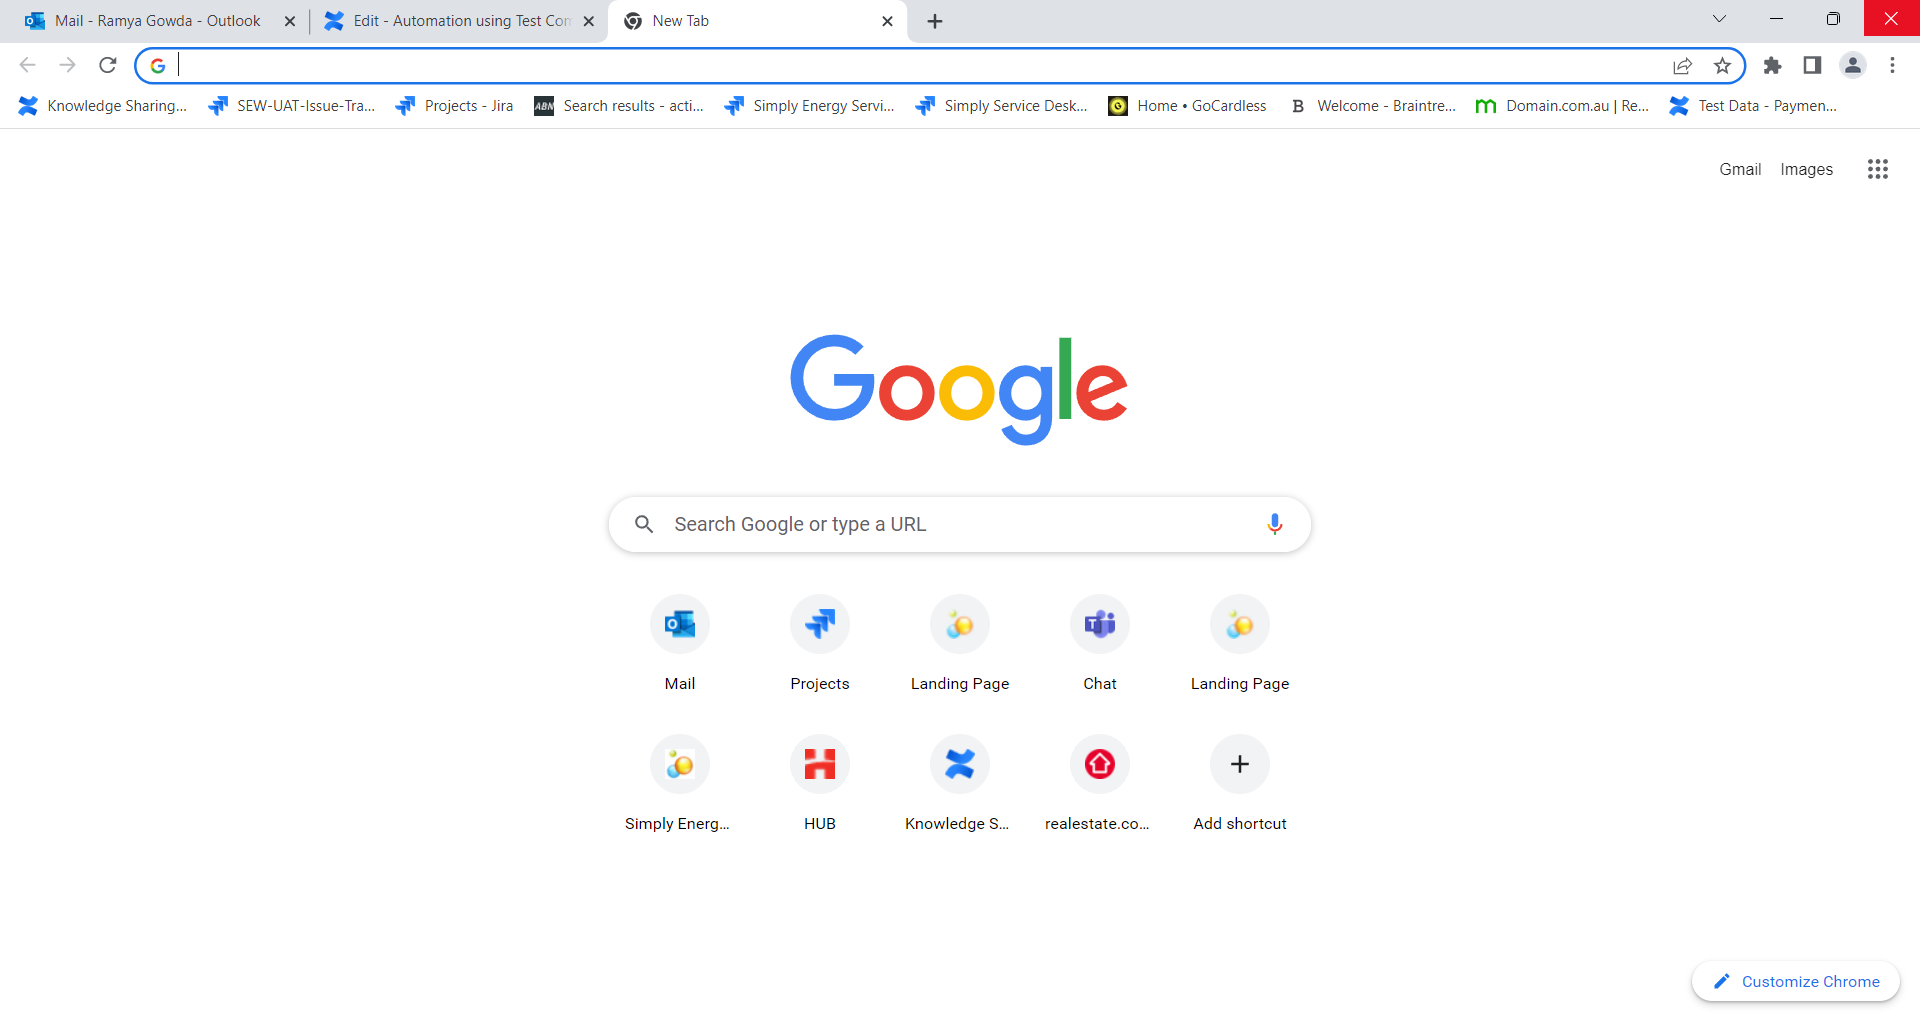 Mail - Ramya Gowda - Outlook
Edit - Automation using Test Con
New Tab
Knowledge Sharing...
SEW-UAT-Issue-Tra...
Projects - Jira
ABN
Search results - acti...
Simply Energy Servi...
Simply Service Desk...
Home • GoCardless
B
Welcome - Braintre...
Domain.com.au | Re...
Test Data - Paymen...
Gmail
Images
Google
Search Google or type a URL
Mail
Projects
Landing Page
Chat
Landing Page
Simply Energ...
HUB
Knowledge S...
realestate.co...
Add shortcut
Customize Chrome